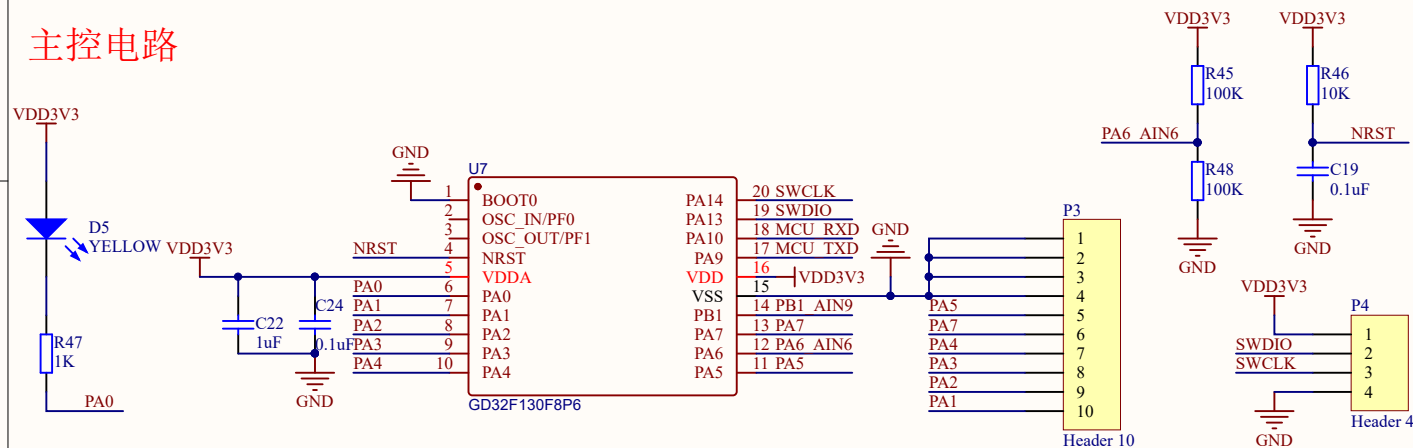 主控电路
VDD3V3
D5
YELLOW
R47
1K
PA0
VDD3V3
C22
1uF
C24
0.1uF
GND
GND
NRST
PA0
PA1
PA2
PA3
PA4
U7
1 BOOT0
2 OSC_IN/PF0
3 OSC_OUT/PF1
4 NRST
5 VDDA
6 PA0
7 PA1
8 PA2
9 PA3
10 PA4
PA14 20 SWCLK
PA13 19 SWDIO
PA10 18 MCU_RXD
PA9 17 MCU_TXD
VDD 16 VDD3V3
VSS 15
PB1 14 PB1_AIN9
PA7 13 PA7
PA6 12 PA6_AIN6
PA5 11 PA5
GD32F130F8P6
GND
P3
1
2
3
4
PA5 5
PA7 6
PA4 7
PA3 8
PA2 9
PA1 10
Header 10
VDD3V3
R45
100K
PA6_AIN6
R48
100K
GND
VDD3V3
R46
10K
NRST
C19
0.1uF
GND
VDD3V3
P4
1
SWDIO 2
SWCLK 3
4
GND
Header 4